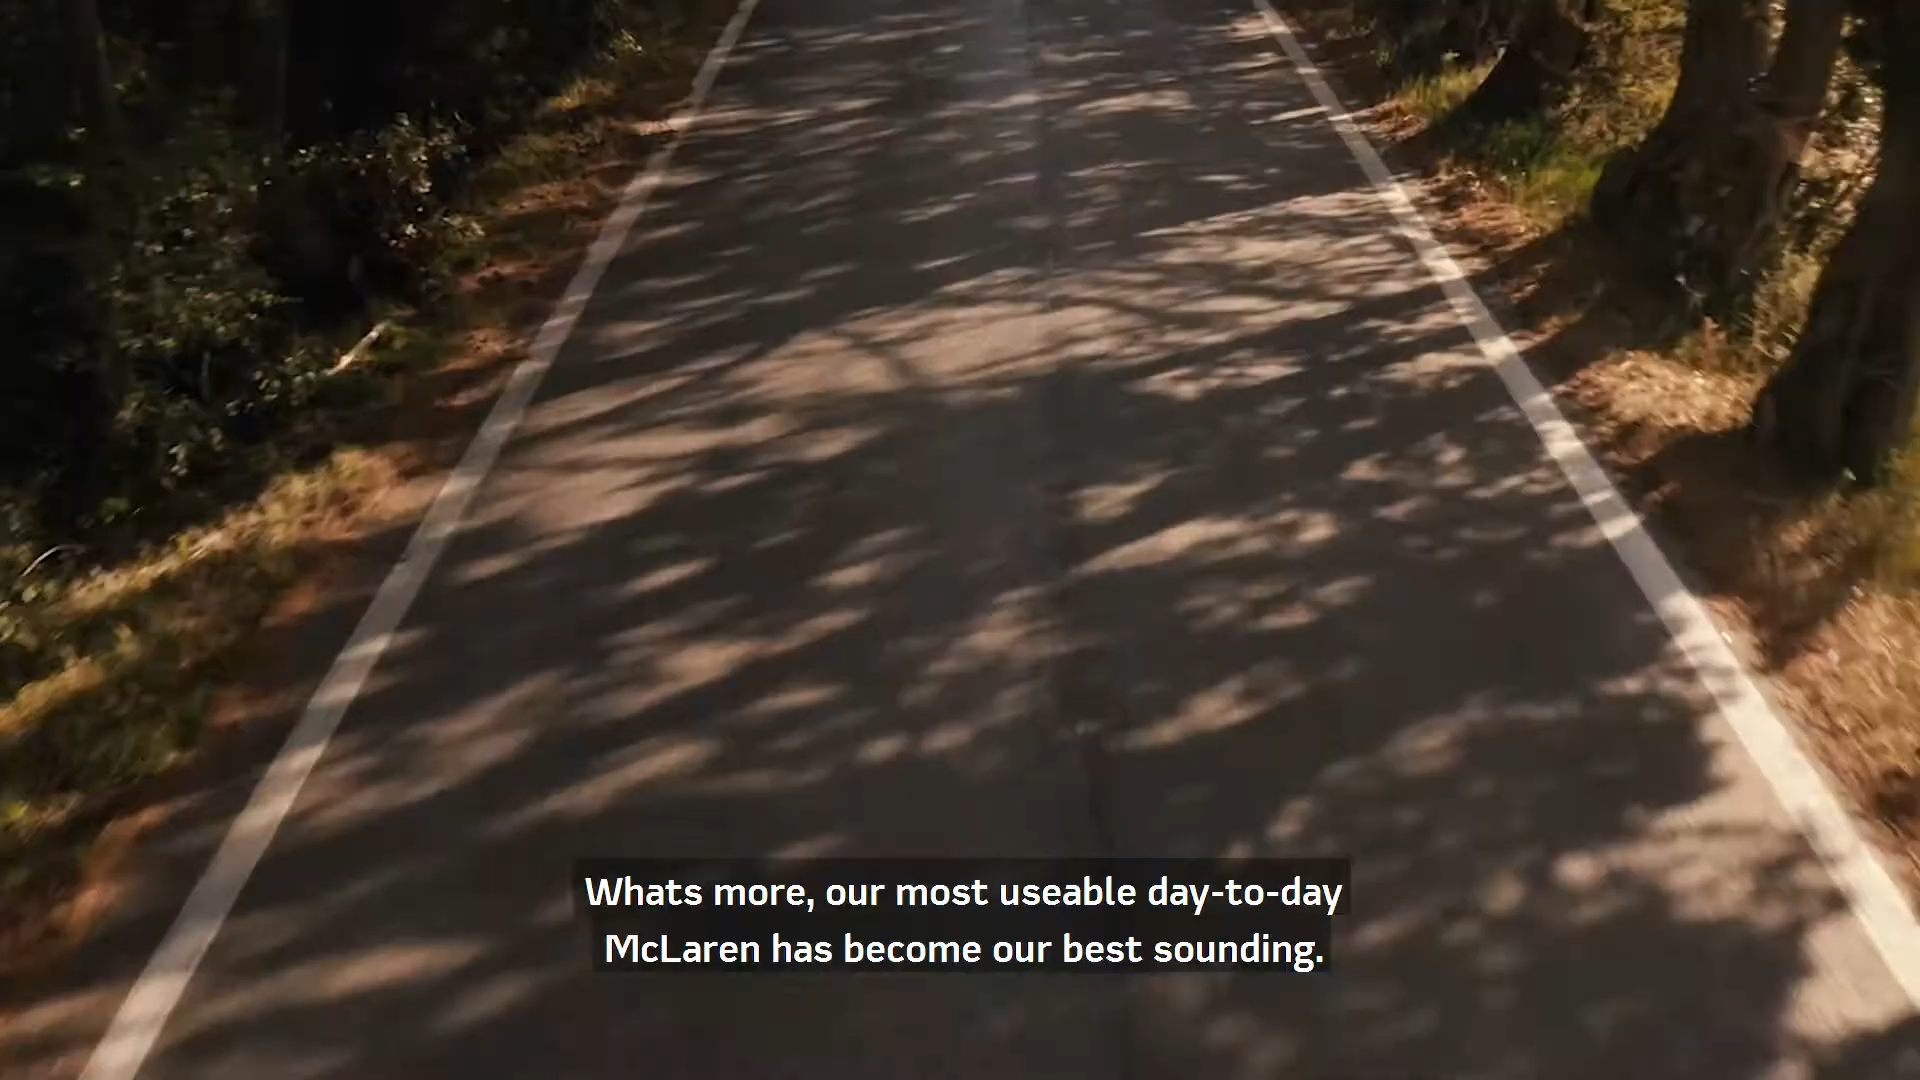 Whats more, our most useable day-to-day
McLaren has become our best sounding.